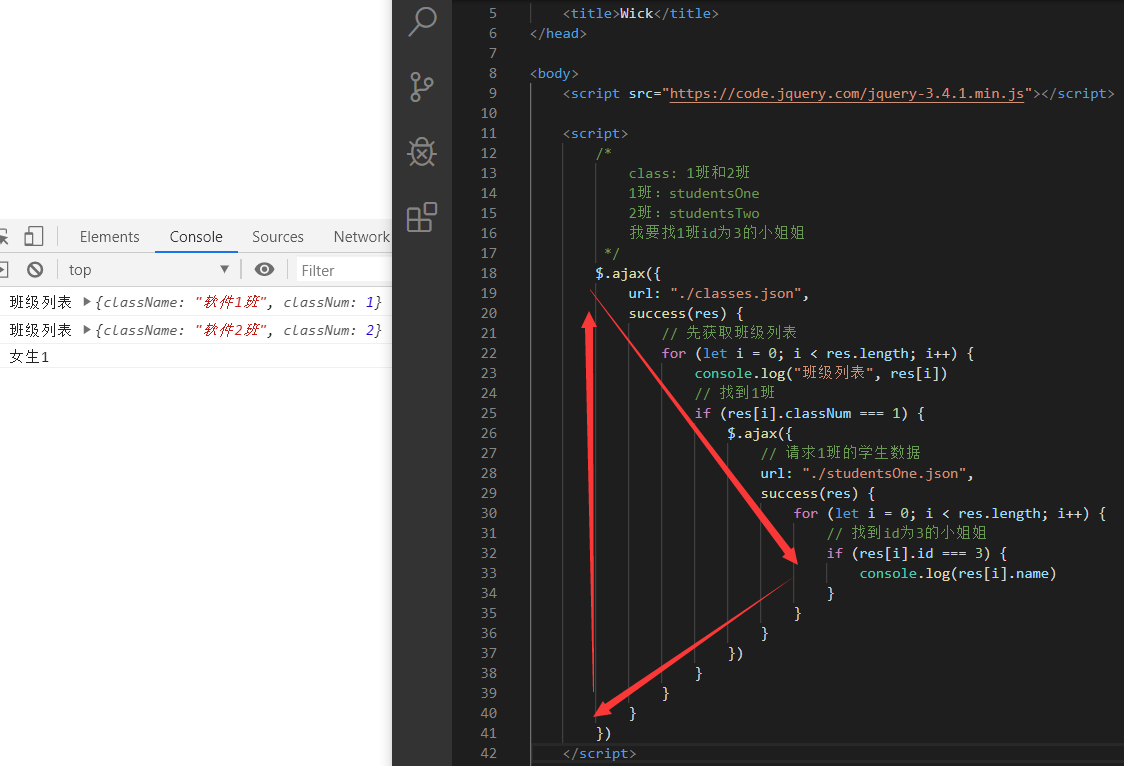 Elements Console Sources Network
top Filter
班级列表 ▶{className: "软件1班", classNum: 1}
班级列表 ▶{className: "软件2班", classNum: 2}
女生1
5 <title>Wick</title>
6 </head>
7
8 <body>
9 <script src="https://code.jquery.com/jquery-3.4.1.min.js"></script>
10
11 <script>
12 /*
13 class: 1班和2班
14 1班: studentsOne
15 2班: studentsTwo
16 我要找1班id为3的小姐姐
17 */
18 $.ajax({
19 url: "./classes.json",
20 success(res) {
21 // 先获取班级列表
22 for (let i = 0; i < res.length; i++) {
23 console.log("班级列表", res[i])
24 // 找到1班
25 if (res[i].classNum === 1) {
26 $.ajax({
27 // 请求1班的学生数据
28 url: "./studentsOne.json",
29 success(res) {
30 for (let i = 0; i < res.length; i++) {
31 // 找到id为3的小姐姐
32 if (res[i].id === 3) {
33 console.log(res[i].name)
34 }
35 }
36 }
37 })
38 }
39 }
40 }
41 })
42 </script>